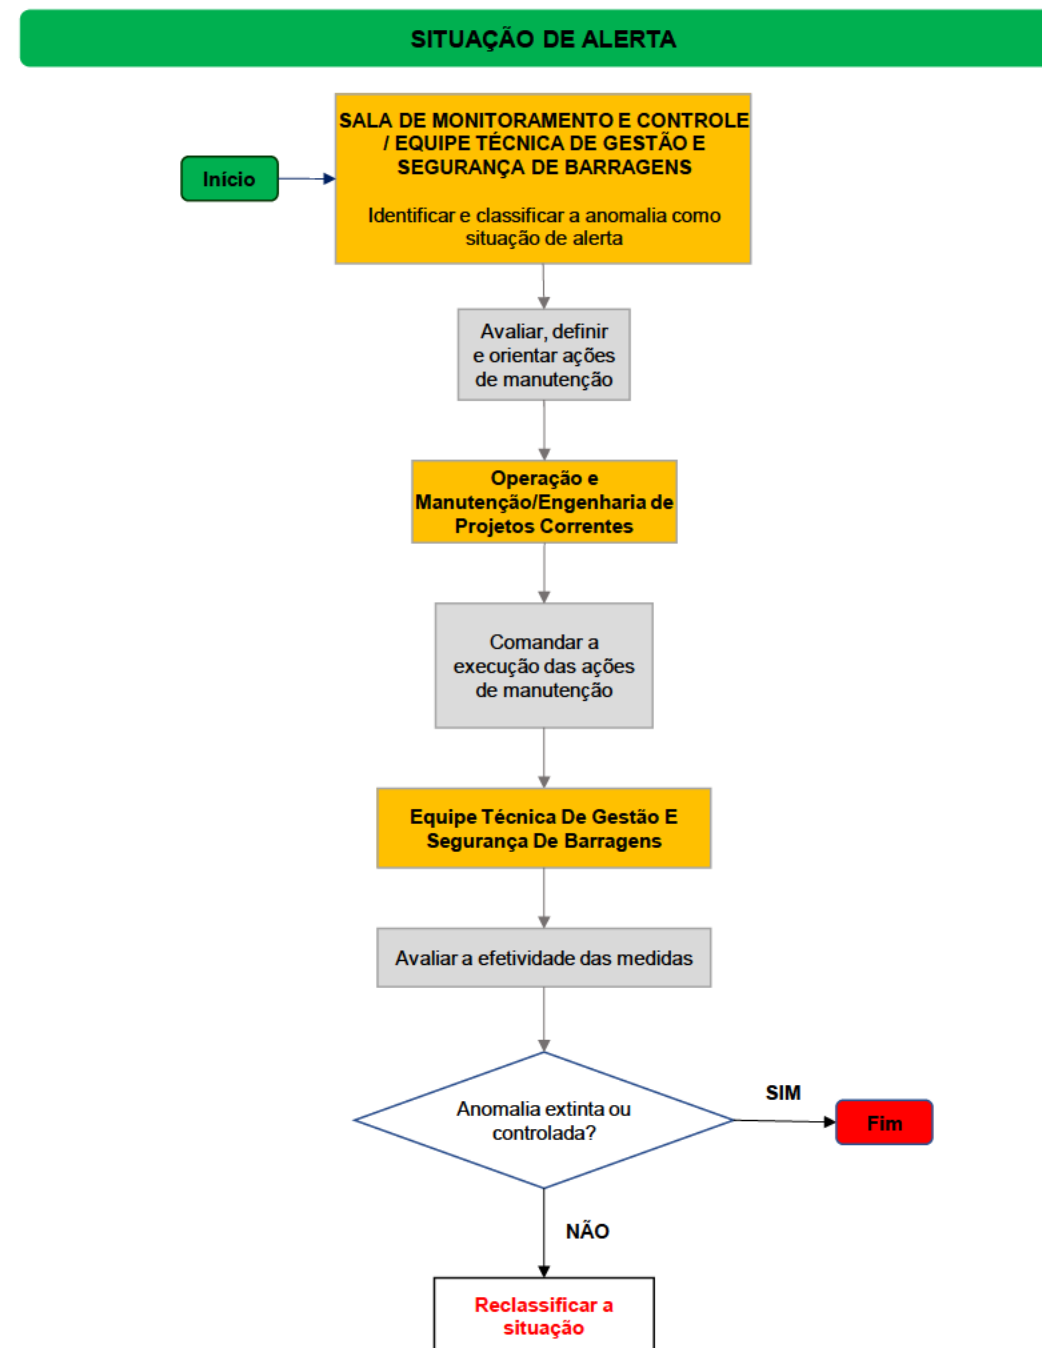 SITUAÇÃO DE ALERTA
SALA DE MONITORAMENTO E CONTROLE
/ EQUIPE TÉCNICA DE GESTÃO E
SEGURANÇA DE BARRAGENS
Início
Identificar e classificar a anomalia como
situação de alerta
Avaliar, definir
e orientar ações
de manutenção
Operação e
Manutenção/Engenharia de
Projetos Correntes
Comandar a
execução das ações
de manutenção
Equipe Técnica De Gestão E
Segurança De Barragens
Avaliar a efetividade das medidas
Anomalia extinta ou
controlada?
SIM
Fim
NÃO
Reclassificar a
situação